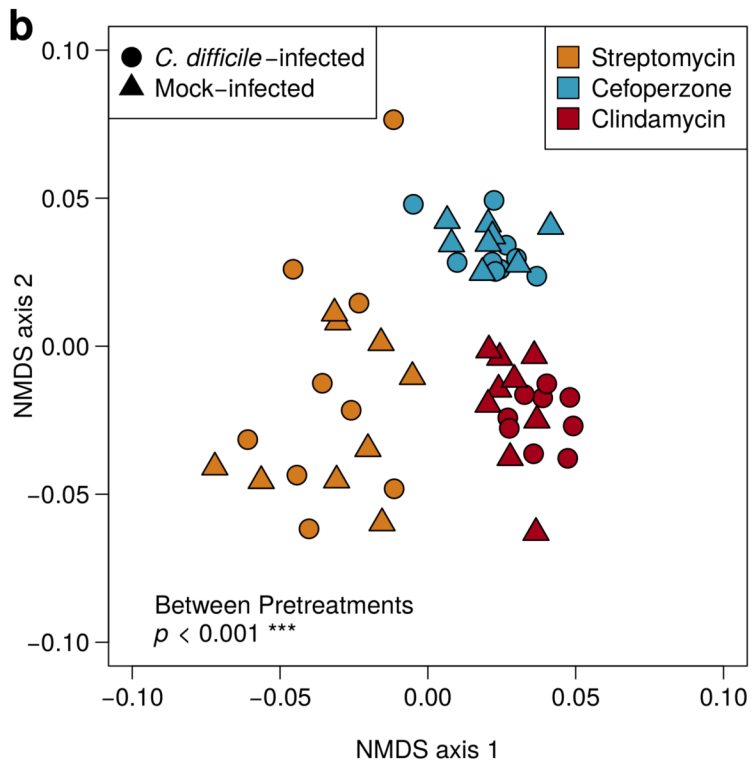 b
C. difficile−infected
Mock−infected
Streptomycin
Cefoperzone
Clindamycin
0.10
0.05
0.00
−0.05
−0.10
NMDS axis 2
Between Pretreatments
p < 0.001 ***
−0.10 −0.05 0.00 0.05 0.10
NMDS axis 1